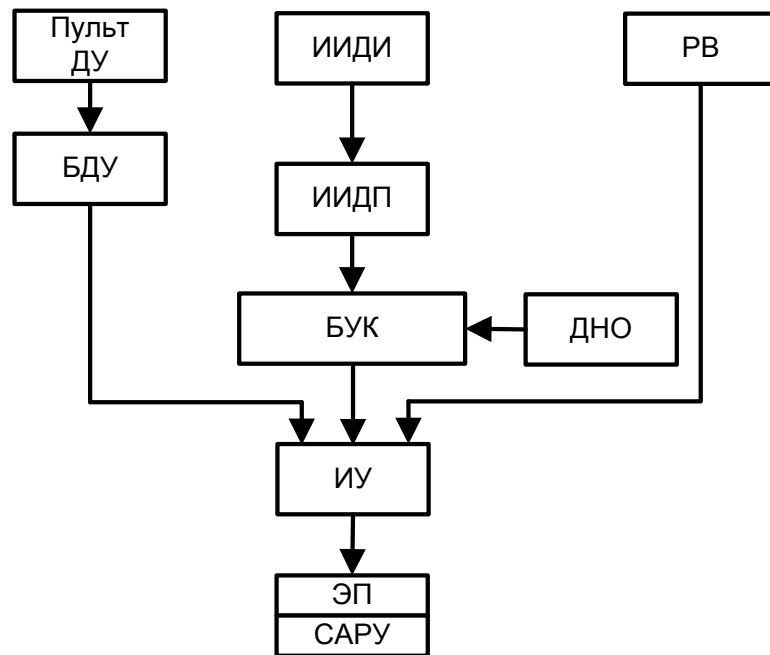 Пульт
ДУ
ИИДИ
РВ
БДУ
ИИДП
БУК
ДНО
ИУ
ЭП
САРУ